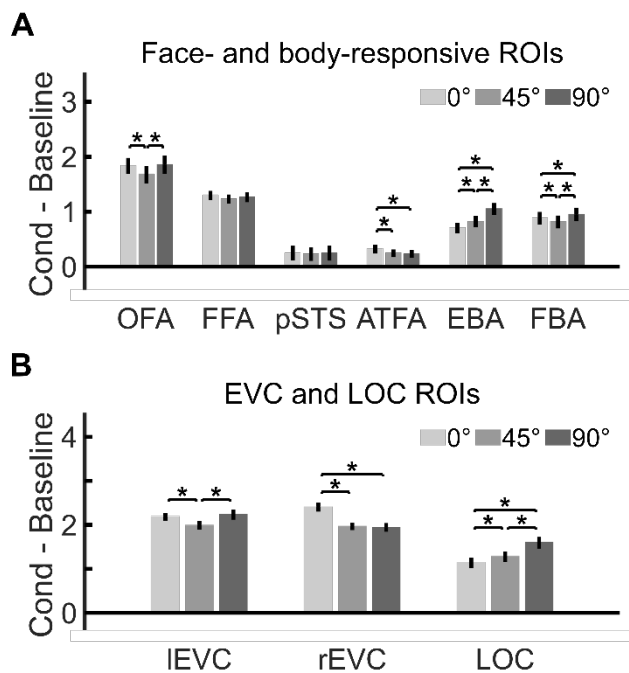 A
Face- and body-responsive ROIs
0° 45° 90°
Cond - Baseline
3
2
1
0
* * * * * * * * * *
OFA FFA pSTS ATFA EBA FBA
B
EVC and LOC ROIs
0° 45° 90°
Cond - Baseline
4
2
0
* * * * * * *
lEVC rEVC LOC